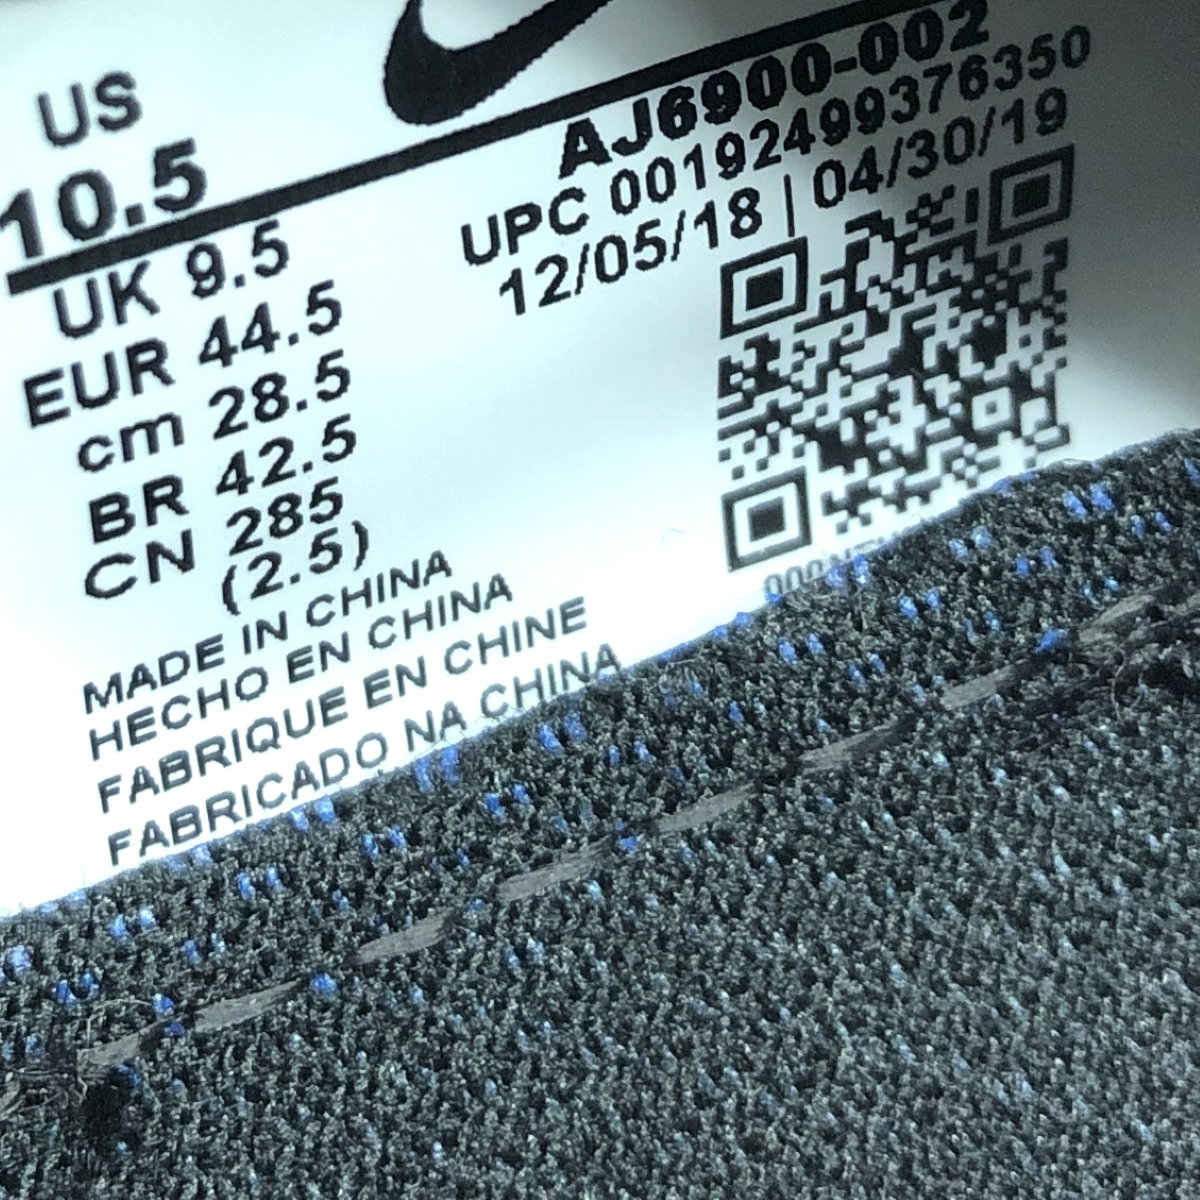 US
10.5
UK 9.5
EUR 44.5
cm 28.5
BR 42.5
CN 285
(2.5)
MADE IN CHINA
HECHO EN CHINA
FABRIQUE EN CHINE
FABRICADO NA CHINA
AJ6900-002
UPC 00192499376350
12/05/18 | 04/30/19